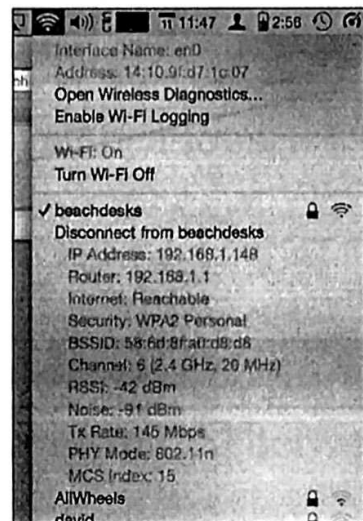 11 11:47 2:56
Interface Name: en0
Address: 14:10:9f:d7:1c:07
Open Wireless Diagnostics...
Enable Wi-Fi Logging
Wi-Fi: On
Turn Wi-Fi Off
✓ beachdesks
Disconnect from beachdesks
IP Address: 192.168.1.148
Router: 192.168.1.1
Internet: Reachable
Security: WPA2 Personal
BSSID: 58:6d:8f:a0:d8:d8
Channel: 6 (2.4 GHz, 20 MHz)
RSSI: -42 dBm
Noise: -91 dBm
Tx Rate: 145 Mbps
PHY Mode: 802.11n
MCS Index: 15
AllWheels
david